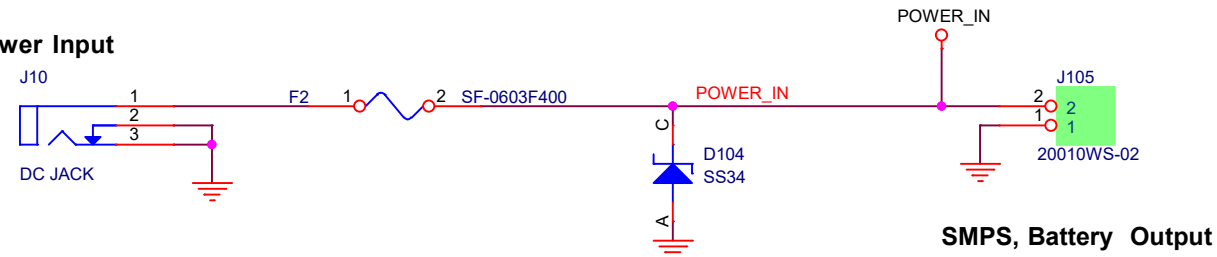 POWER_IN
wer Input
J10
J105
1
F2
1
2
SF-0603F400
POWER_IN
2
2
2
1
1
3
C
DC JACK
D104
SS34
20010WS-02
A
SMPS, Battery Output